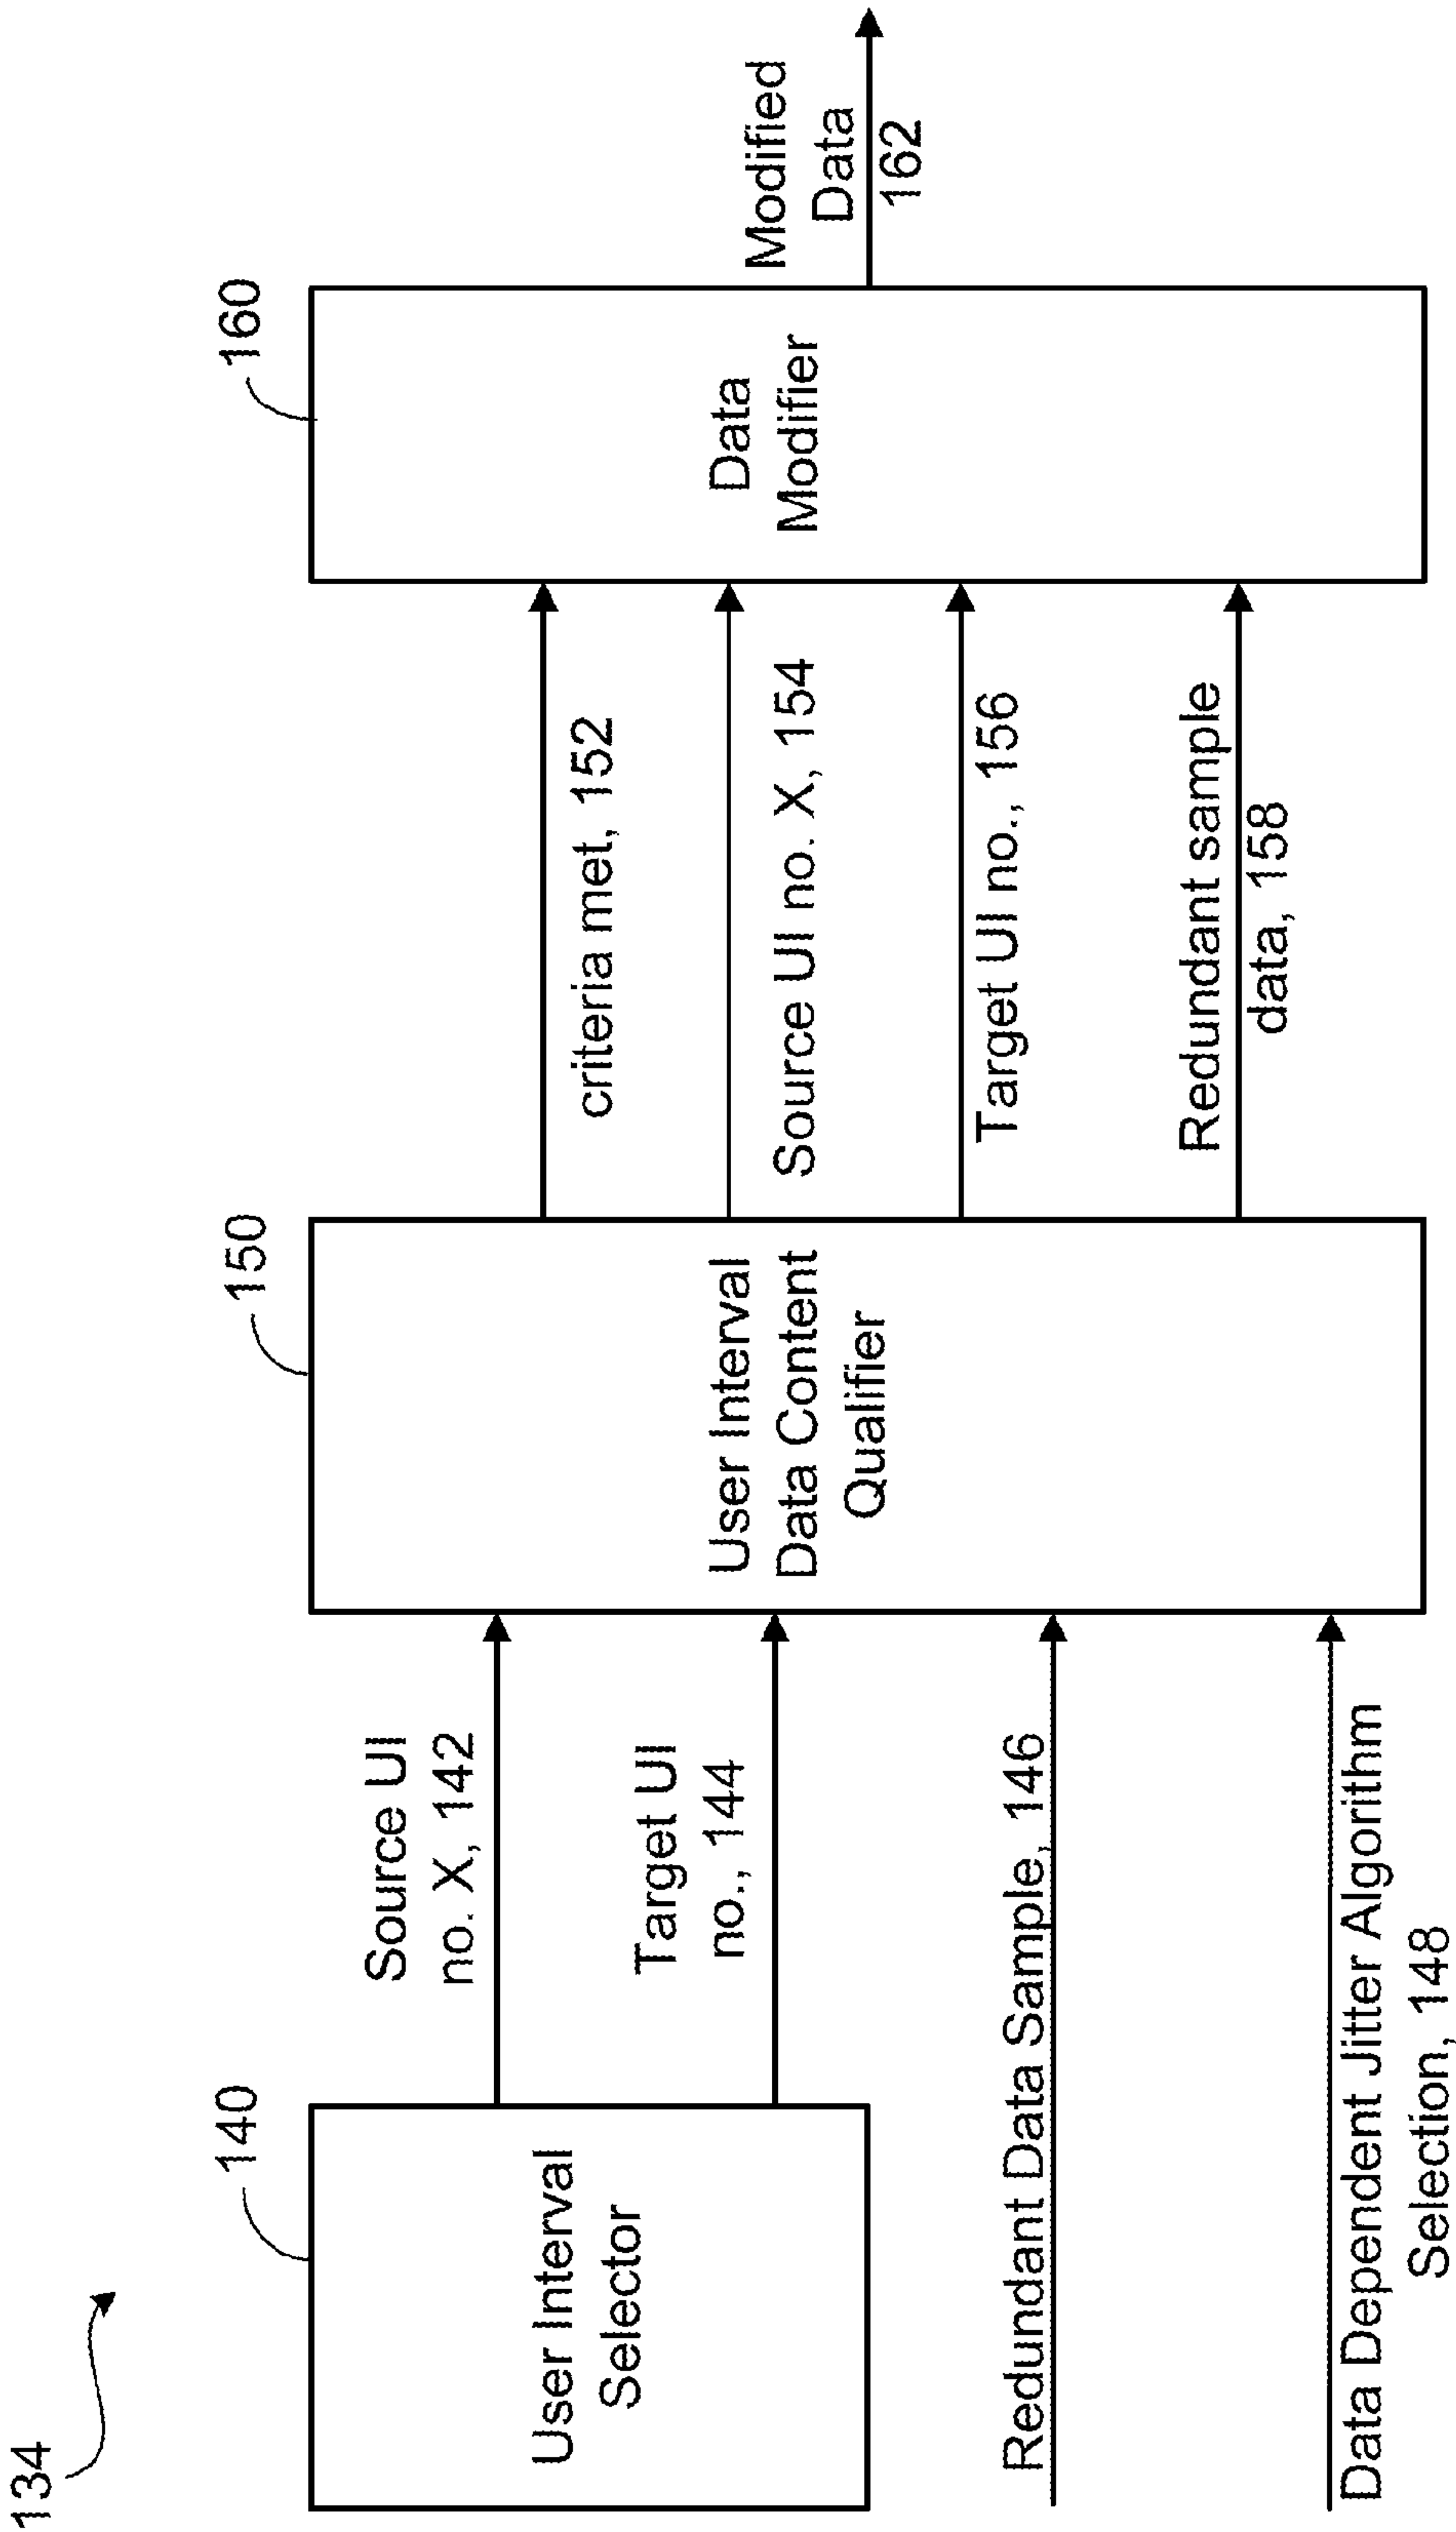 134
140
User Interval
Selector
Source UI
no. X, 142
Target UI
no., 144
Redundant Data Sample, 146
Data Dependent Jitter Algorithm
Selection, 148
150
User Interval
Data Content
Qualifier
criteria met, 152
Source UI no. X, 154
Target UI no., 156
Redundant sample
data, 158
160
Data
Modifier
Modified
Data
162